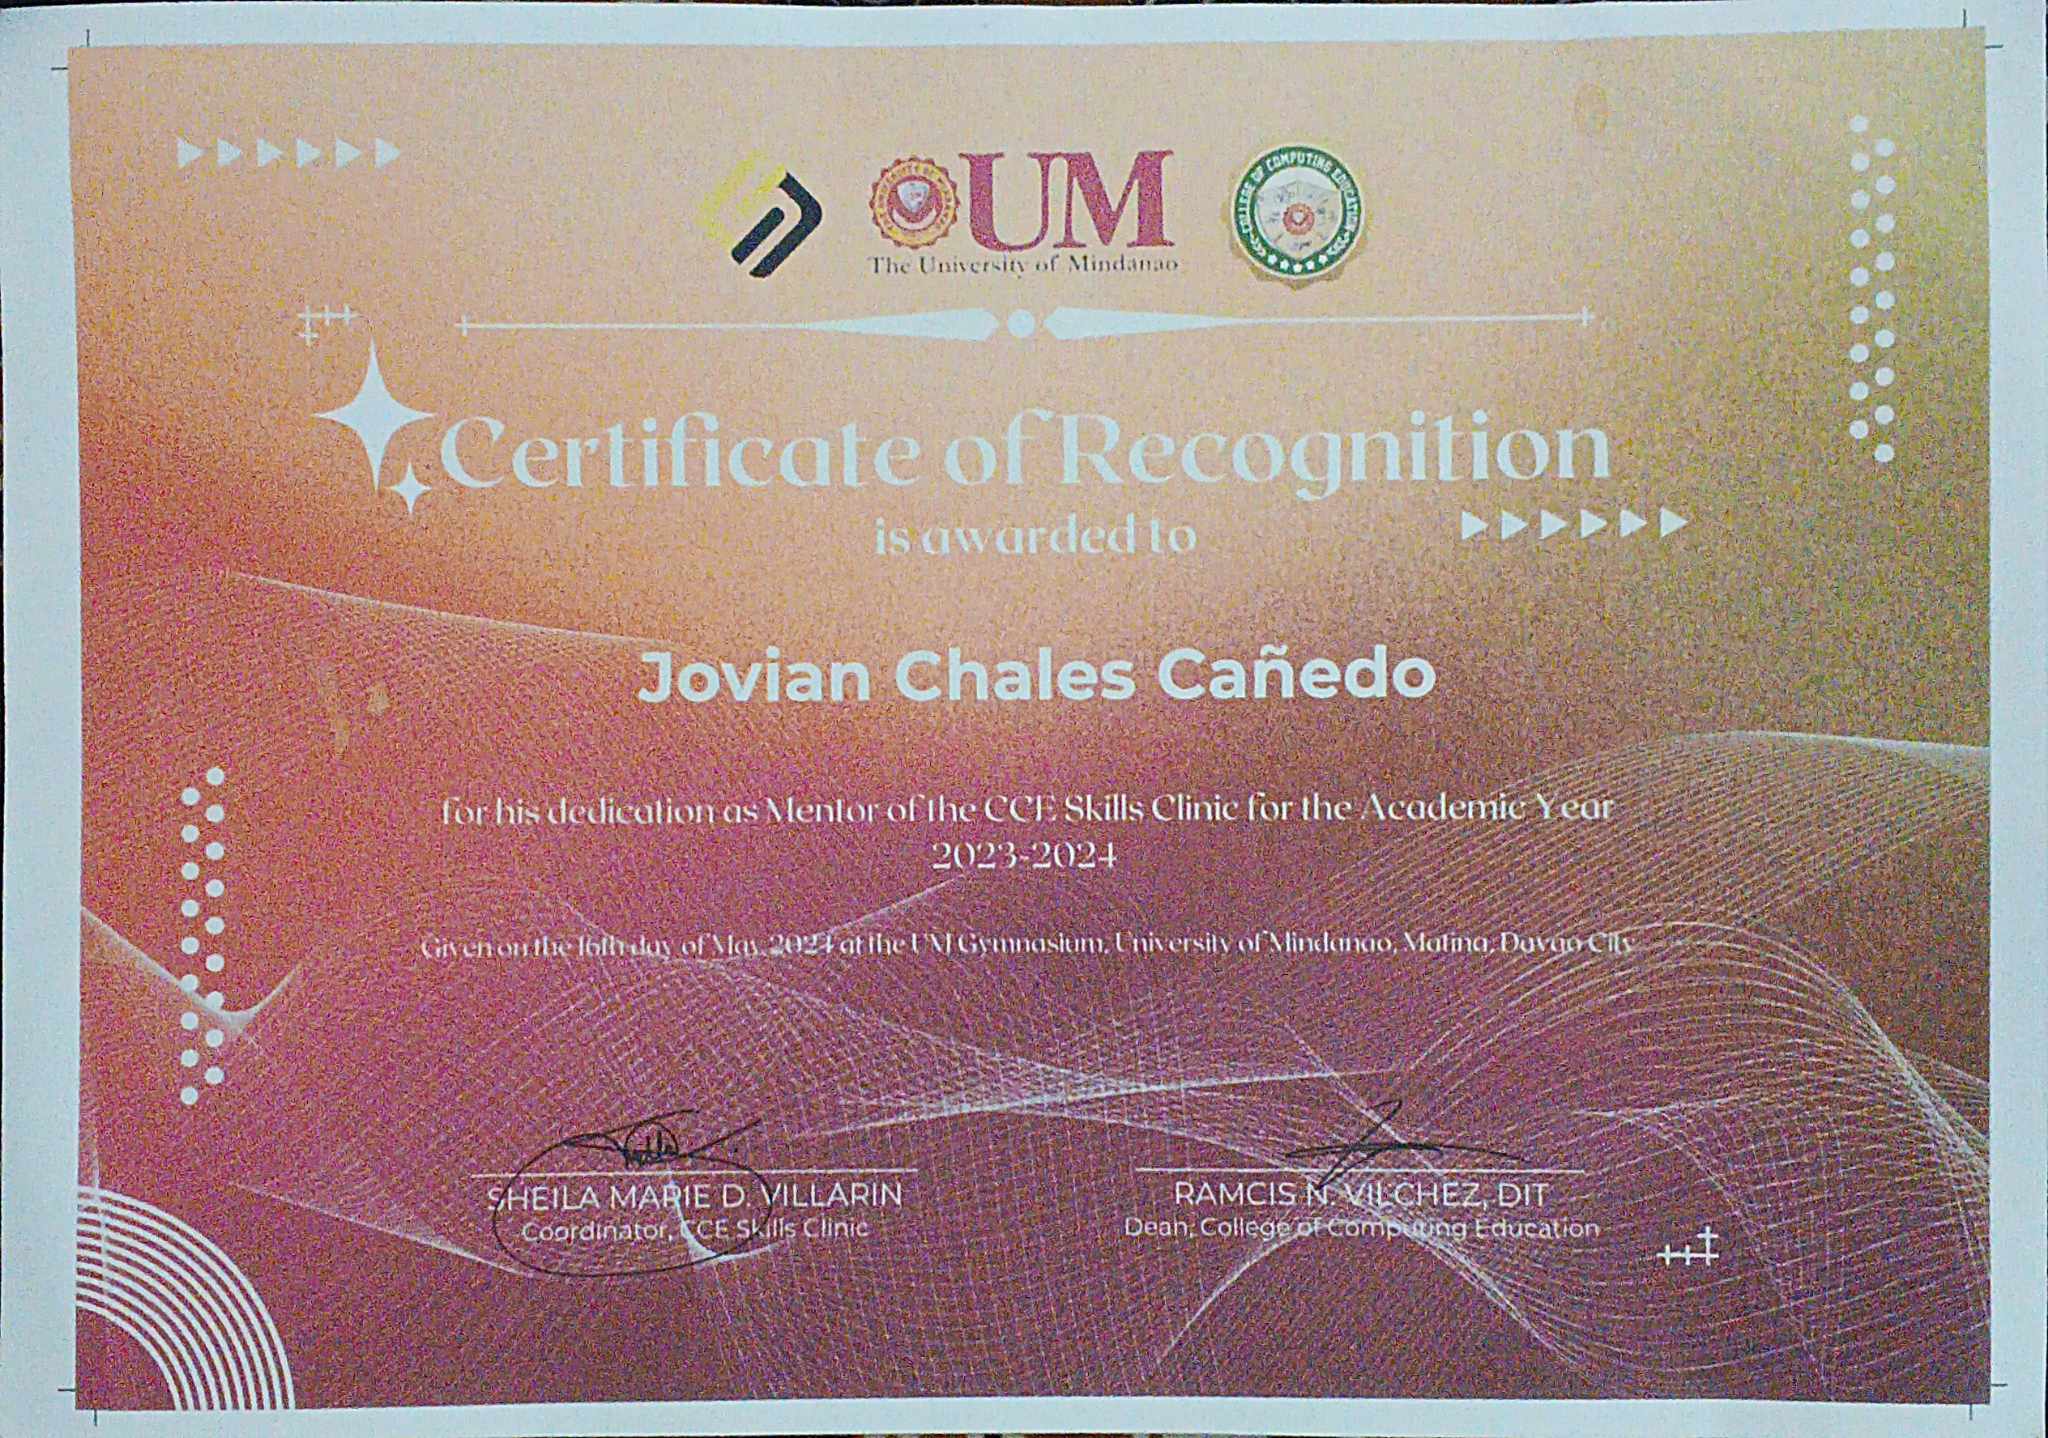 UM
The University of Mindanao
COLLEGE OF COMPUTING EDUCATION
Certificate of Recognition
is awarded to
Jovian Chales Cañedo
for his dedication as Mentor of the CCE Skills Clinic for the Academic Year
2023-2024
Given on the 16th day of May, 2024 at the UM Gymnasium, University of Mindanao, Matina, Davao City
SHEILA MARIE D. VILLARIN
Coordinator, CCE Skills Clinic
RAMCIS N. VILCHEZ, DIT
Dean, College of Computing Education